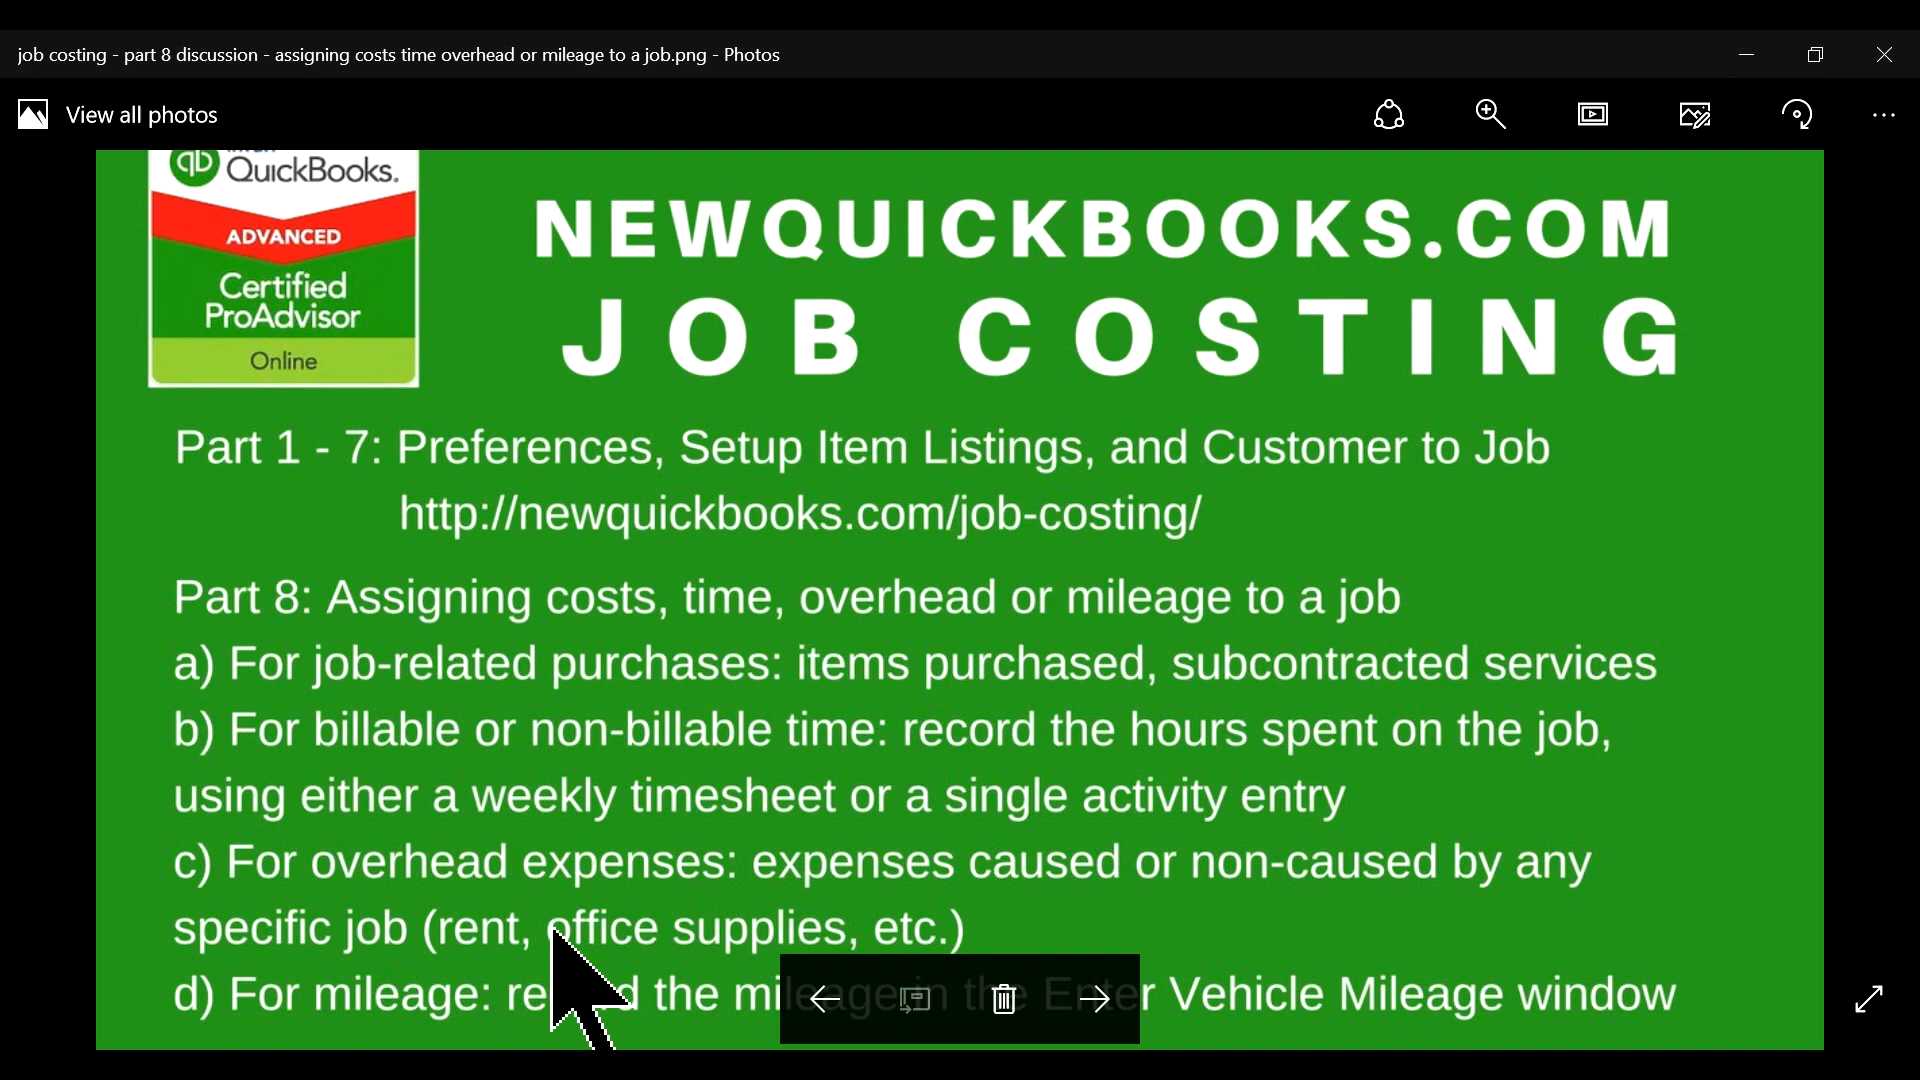 job costing - part 8 discussion - assigning costs time overhead or mileage to a job.png - Photos
View all photos
QuickBooks.
ADVANCED
Certified
ProAdvisor
Online
NEWQUICKBOOKS.COM
JOB COSTING
Part 1 - 7: Preferences, Setup Item Listings, and Customer to Job
http://newquickbooks.com/job-costing/
Part 8: Assigning costs, time, overhead or mileage to a job
a) For job-related purchases: items purchased, subcontracted services
b) For billable or non-billable time: record the hours spent on the job,
using either a weekly timesheet or a single activity entry
c) For overhead expenses: expenses caused or non-caused by any
specific job (rent, office supplies, etc.)
d) For mileage: record the mileage in the Enter Vehicle Mileage window